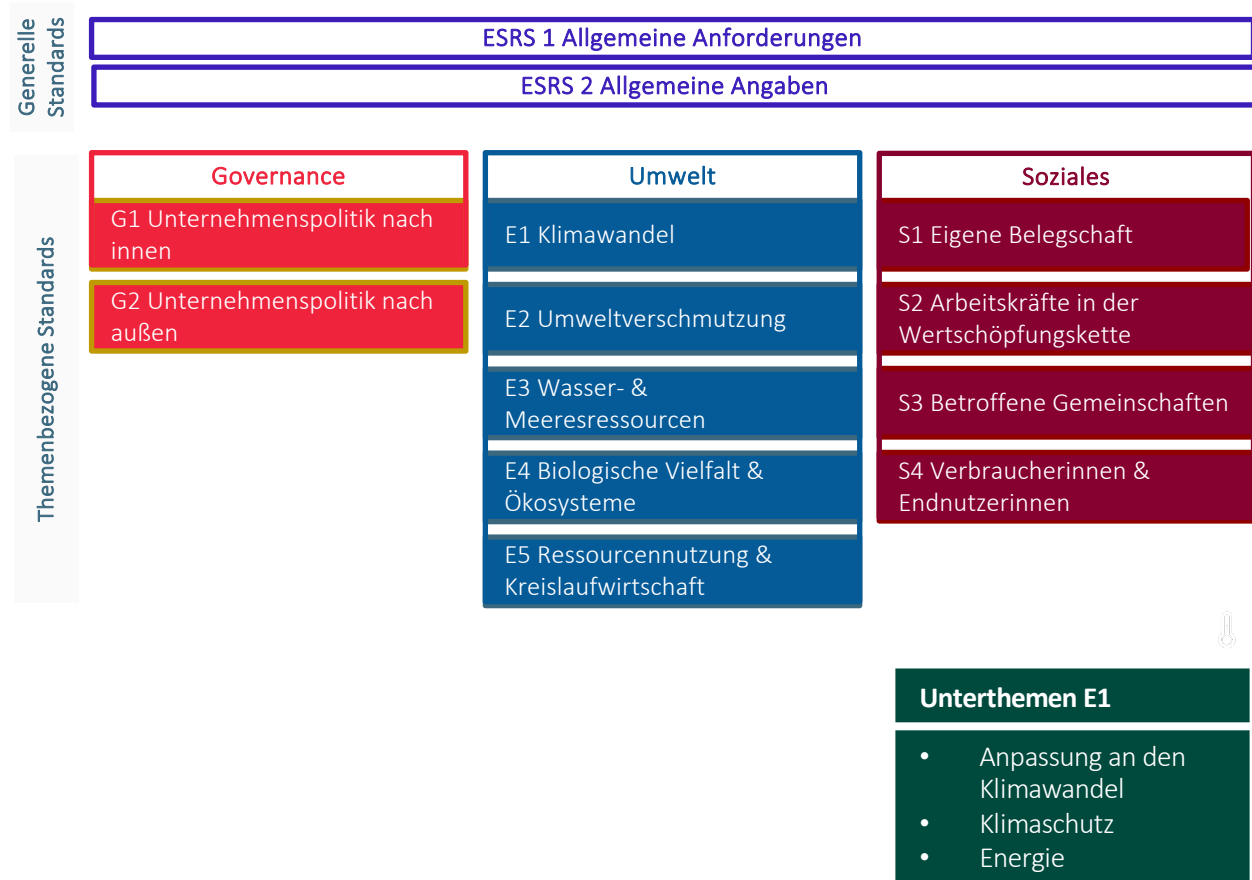 Generelle
Standards
ESRS 1 Allgemeine Anforderungen
ESRS 2 Allgemeine Angaben
Themenbezogene Standards
Governance
G1 Unternehmenspolitik nach
innen
G2 Unternehmenspolitik nach
außen
Umwelt
E1 Klimawandel
E2 Umweltverschmutzung
E3 Wasser- &
Meeresressourcen
E4 Biologische Vielfalt &
Ökosysteme
E5 Ressourcennutzung &
Kreislaufwirtschaft
Soziales
S1 Eigene Belegschaft
S2 Arbeitskräfte in der
Wertschöpfungskette
S3 Betroffene Gemeinschaften
S4 Verbraucherinnen &
Endnutzerinnen
Unterthemen E1
• Anpassung an den
Klimawandel
• Klimaschutz
• Energie